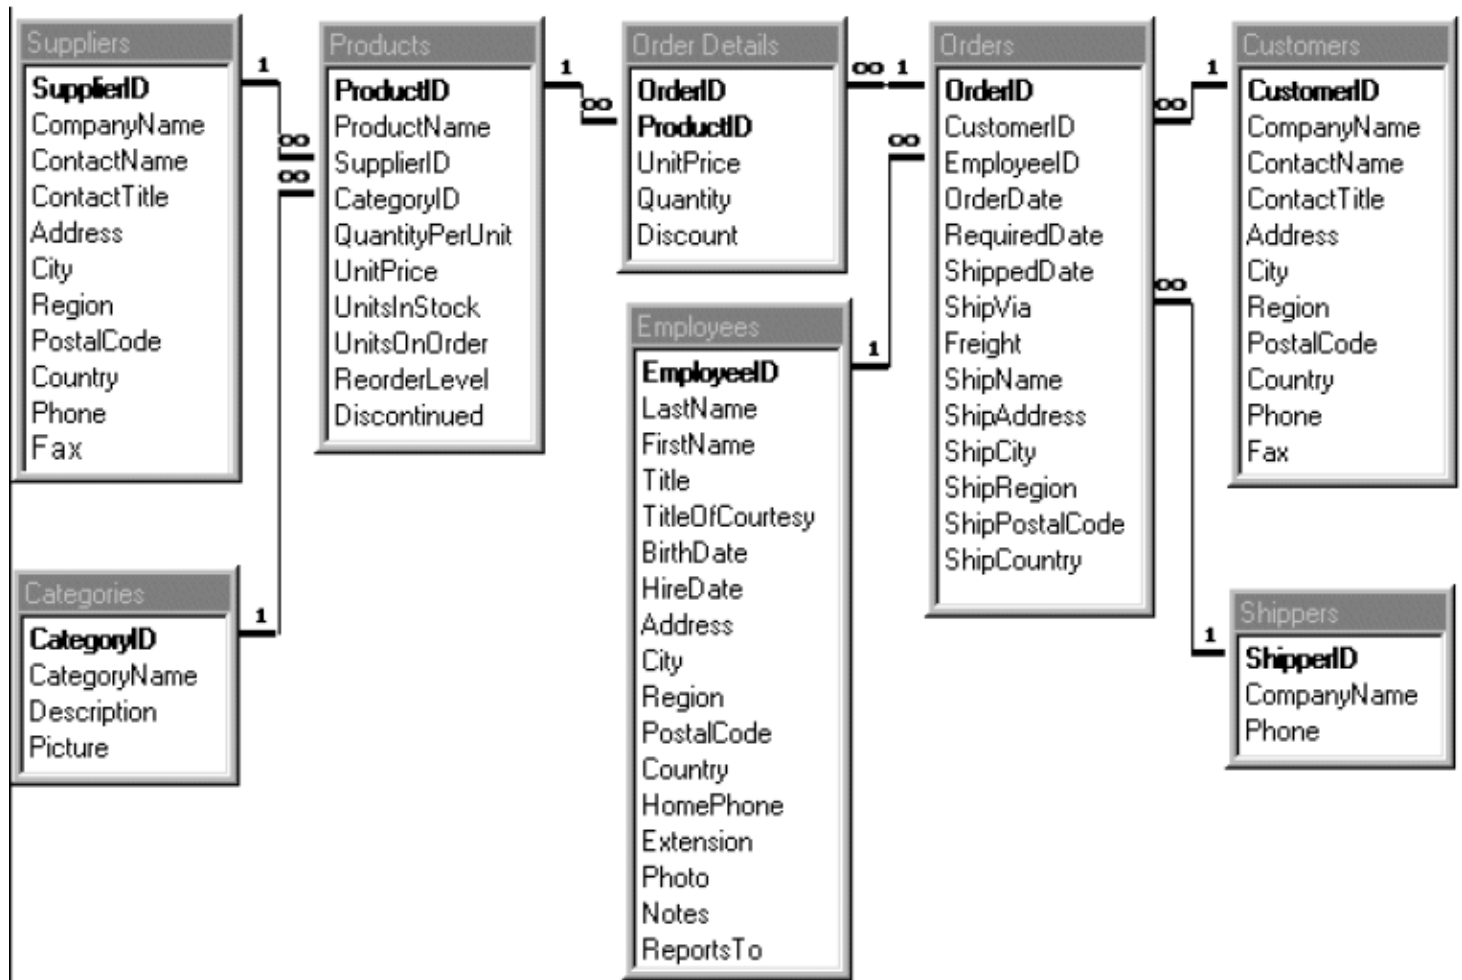 Suppliers
SupplierID
CompanyName
ContactName
ContactTitle
Address
City
Region
PostalCode
Country
Phone
Fax
1
∞
∞
Products
ProductID
ProductName
SupplierID
CategoryID
QuantityPerUnit
UnitPrice
UnitsInStock
UnitsOnOrder
ReorderLevel
Discontinued
1
∞
Order Details
OrderID
ProductID
UnitPrice
Quantity
Discount
∞ 1
∞
Orders
OrderID
CustomerID
EmployeeID
OrderDate
RequiredDate
ShippedDate
ShipVia
Freight
ShipName
ShipAddress
ShipCity
ShipRegion
ShipPostalCode
ShipCountry
1
∞
∞
Customers
CustomerID
CompanyName
ContactName
ContactTitle
Address
City
Region
PostalCode
Country
Phone
Fax
Employees
EmployeeID
LastName
FirstName
Title
TitleOfCourtesy
BirthDate
HireDate
Address
City
Region
PostalCode
Country
HomePhone
Extension
Photo
Notes
ReportsTo
1
Categories
CategoryID
CategoryName
Description
Picture
1
Shippers
ShipperID
CompanyName
Phone
1